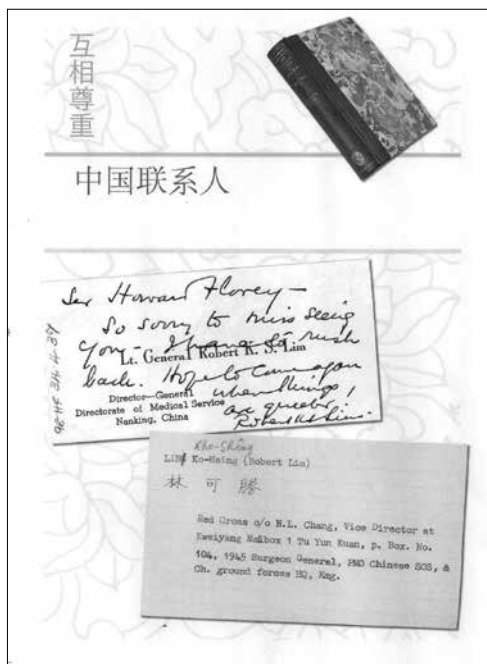 互相尊重
中国联系人
Sir Howard Florey —
So sorry to miss seeing
you — to rush
Lt. General Robert K. S. Lim
back. Hope to come again
Director—General
when things
Directorate of Medical Service
are quieter!
Nanking, China
Robert KS Lim.
Kho-Shêng
LIM Ko-Hsing (Robert Lim)
林 可 勝
Red Cross c/o H.L. Chang, Vice Director at
Kweiyang Mailbox 1 Tu Yun Kuan, p. Box. No.
104, 1945 Surgeon General, PMD Chinese SOS, &
Ch. ground forces HQ, Kmg.